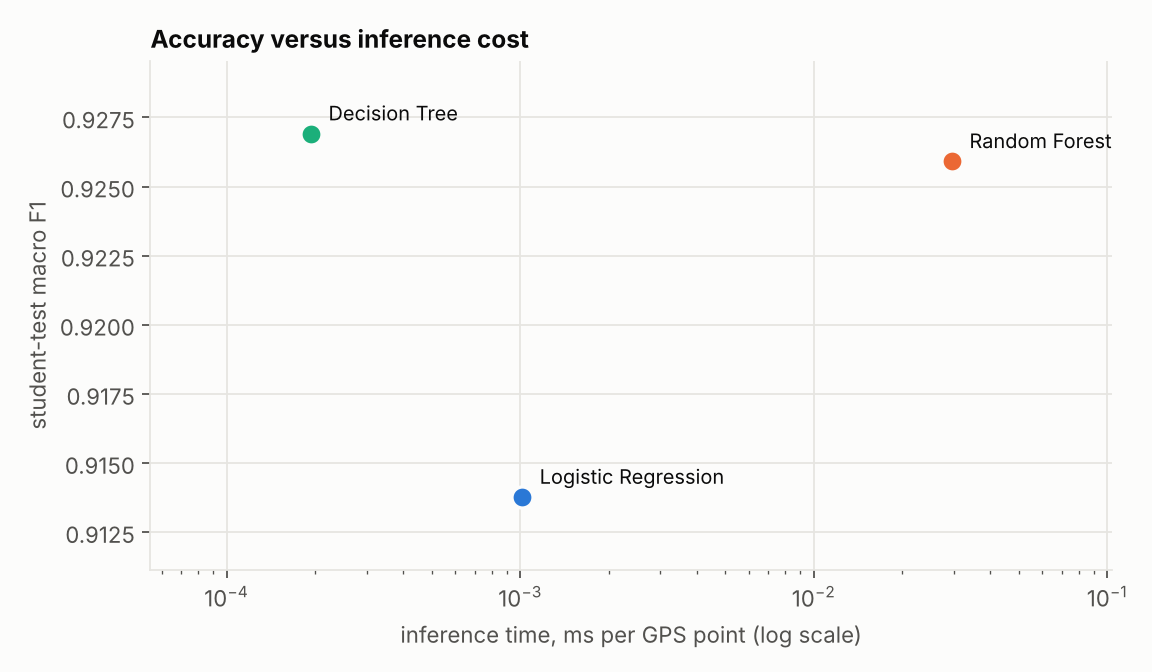 Accuracy versus inference cost
Decision Tree
Random Forest
Logistic Regression
0.9275
0.9250
0.9225
0.9200
0.9175
0.9150
0.9125
student-test macro F1
10⁻⁴ 10⁻³ 10⁻² 10⁻¹
inference time, ms per GPS point (log scale)